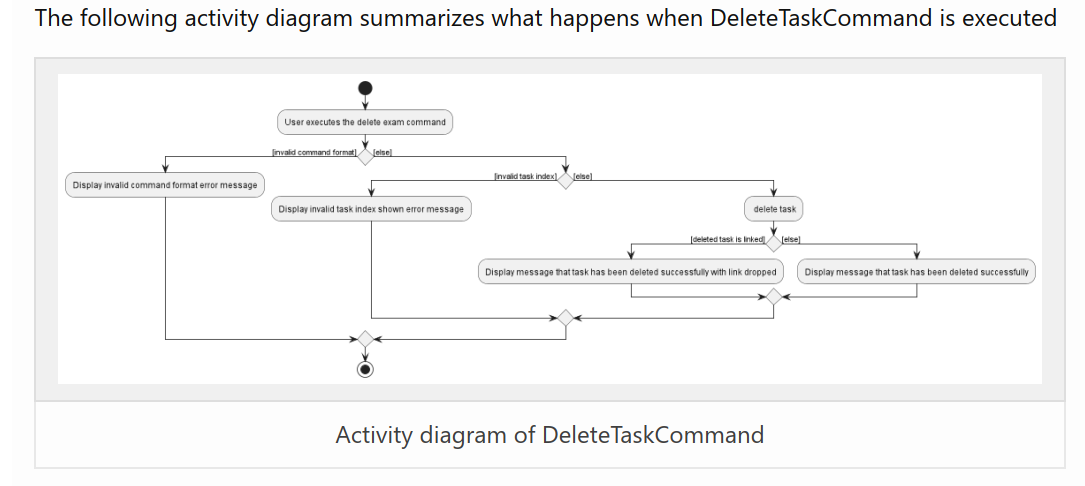 The following activity diagram summarizes what happens when DeleteTaskCommand is executed
User executes the delete exam command
[invalid command format]
[else]
Display invalid command format error message
[invalid task index]
[else]
Display invalid task index shown error message
delete task
[deleted task is linked]
[else]
Display message that task has been deleted successfully with link dropped
Display message that task has been deleted successfully
Activity diagram of DeleteTaskCommand